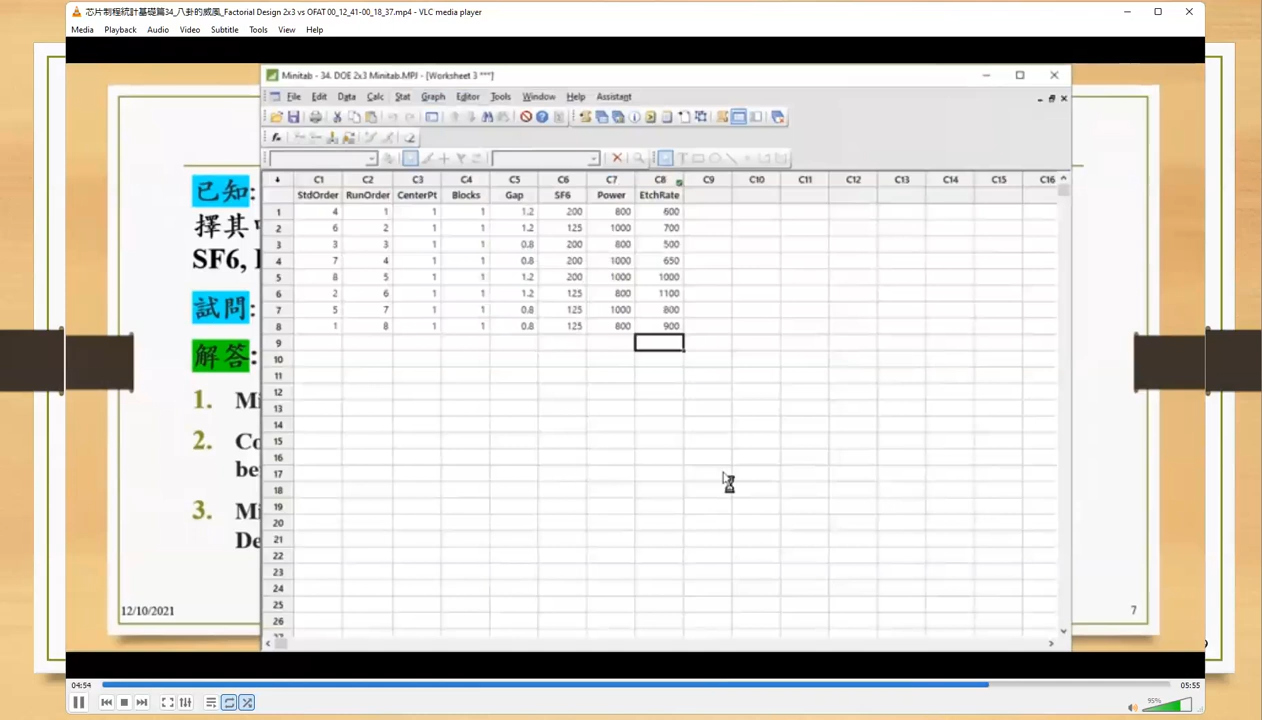 芯片制程統計基礎篇34_八卦的威風_Factorial Design 2x3 vs OFAT 00_12_41-00_18_37.mp4 - VLC media player
Media Playback Audio Video Subtitle Tools View Help
Minitab - 34. DOE 2x3 Minitab.MPJ - [Worksheet 3 ***]
File Edit Data Calc Stat Graph Editor Tools Window Help Assistant
C1 C2 C3 C4 C5 C6 C7 C8 C9 C10 C11 C12 C13 C14 C15 C16
StdOrder RunOrder CenterPt Blocks Gap SF6 Power EtchRate
1 4 1 1 1 1.2 200 800 600
2 6 2 1 1 1.2 125 1000 700
3 3 3 1 1 0.8 200 800 500
4 7 4 1 1 0.8 200 1000 650
5 8 5 1 1 1.2 200 1000 1000
6 2 6 1 1 1.2 125 800 1100
7 5 7 1 1 0.8 125 1000 800
8 1 8 1 1 0.8 125 800 900
9
10
11
12
13
14
15
16
17
18
19
20
21
22
23
24
25
26
已知:
擇其
SF6,
試問:
解答:
1. Mi
2. Co
be
3. Mi
De
12/10/2021
7
04:54
05:55
95%